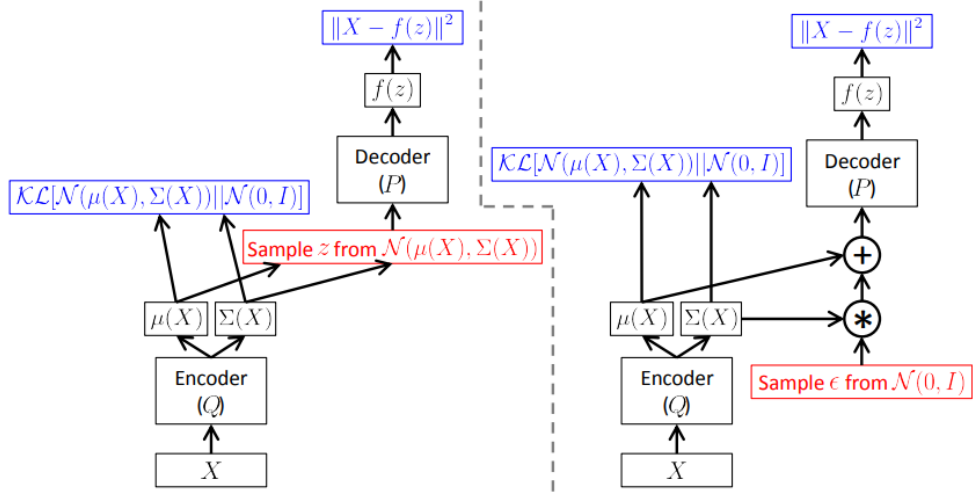 ‖X − f(z)‖²
f(z)
Decoder
(P)
𝒦ℒ[𝒩(μ(X), Σ(X))||𝒩(0, I)]
Sample z from 𝒩(μ(X), Σ(X))
μ(X) Σ(X)
Encoder
(Q)
X
‖X − f(z)‖²
f(z)
Decoder
(P)
𝒦ℒ[𝒩(μ(X), Σ(X))||𝒩(0, I)]
+
μ(X) Σ(X) *
Sample ϵ from 𝒩(0, I)
Encoder
(Q)
X